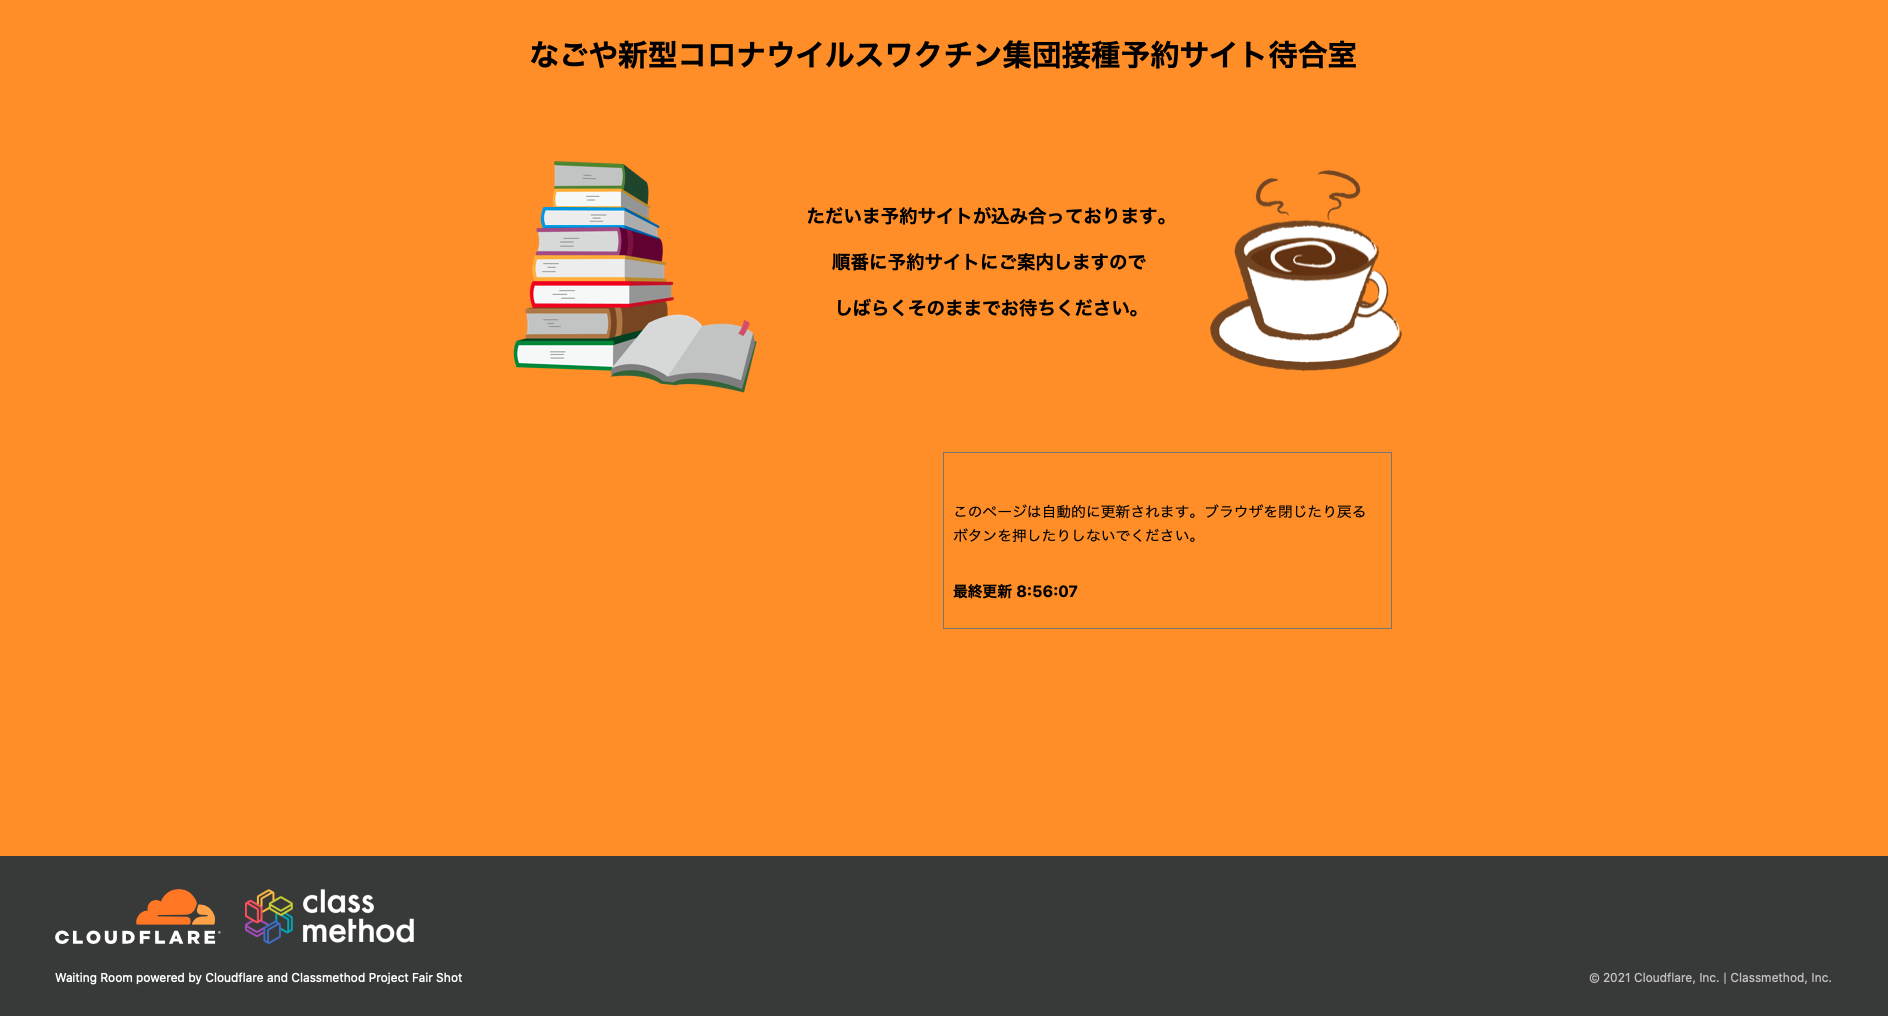 なごや新型コロナウイルスワクチン集団接種予約サイト待合室
ただいま予約サイトが込み合っております。
順番に予約サイトにご案内しますので
しばらくそのままでお待ちください。
このページは自動的に更新されます。ブラウザを閉じたり戻る
ボタンを押したりしないでください。
最終更新 8:56:07
CLOUDFLARE
class
method
Waiting Room powered by Cloudflare and Classmethod Project Fair Shot
© 2021 Cloudflare, Inc. | Classmethod, Inc.